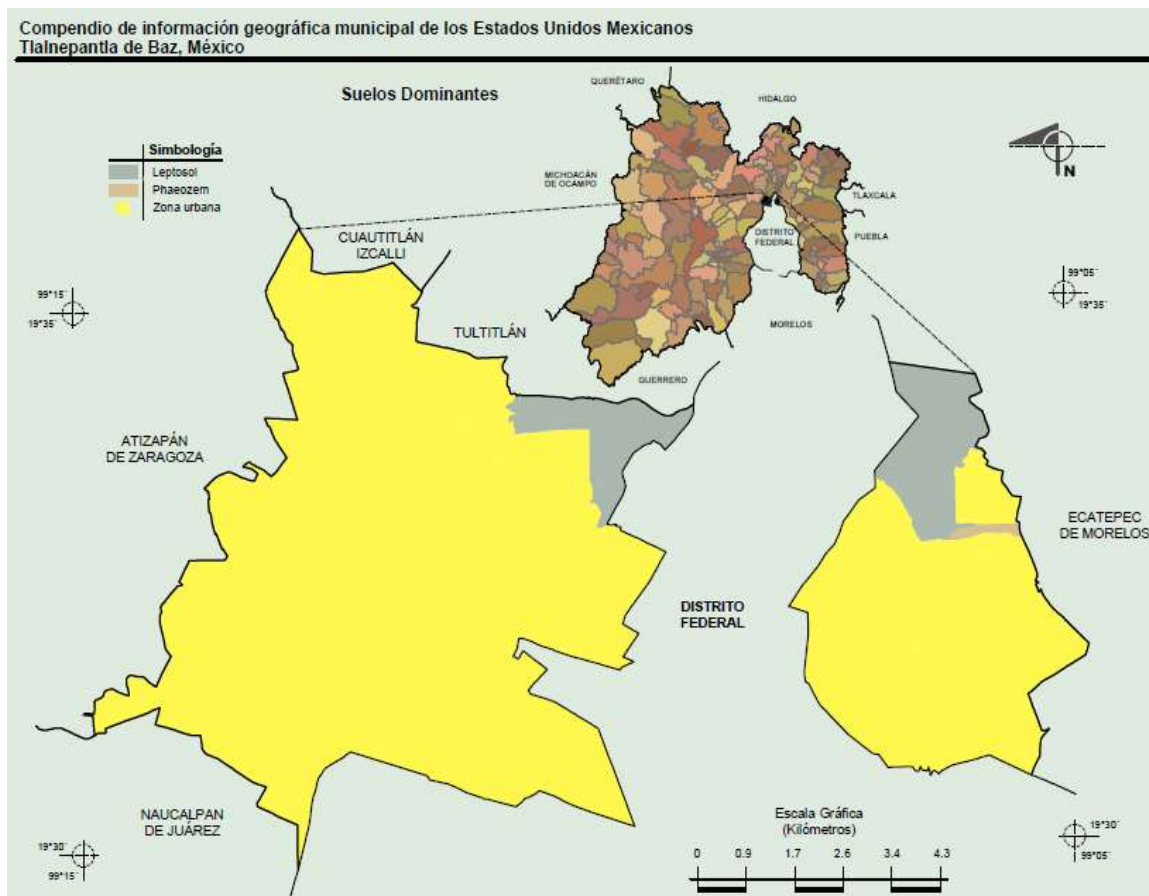 Compendio de información geográfica municipal de los Estados Unidos Mexicanos
Tlalnepantla de Baz, México
Suelos Dominantes
QUERÉTARO
HIDALGO
Simbología
Leptosol
Phaeozem
Zona urbana
MICHOACÁN
DE OCAMPO
N
TLAXCALA
DISTRITO
FEDERAL
PUEBLA
CUAUTITLÁN
IZCALLI
99°15´
19°35´
99°05´
19°35´
TULTITLÁN
MORELOS
QUERRERO
ATIZAPÁN
DE ZARAGOZA
ECATEPEC
DE MORELOS
DISTRITO
FEDERAL
NAUCALPAN
DE JUÁREZ
Escala Gráfica
(Kilómetros)
0 0.9 1.7 2.6 3.4 4.3
19°30´
99°15´
19°30´
99°05´